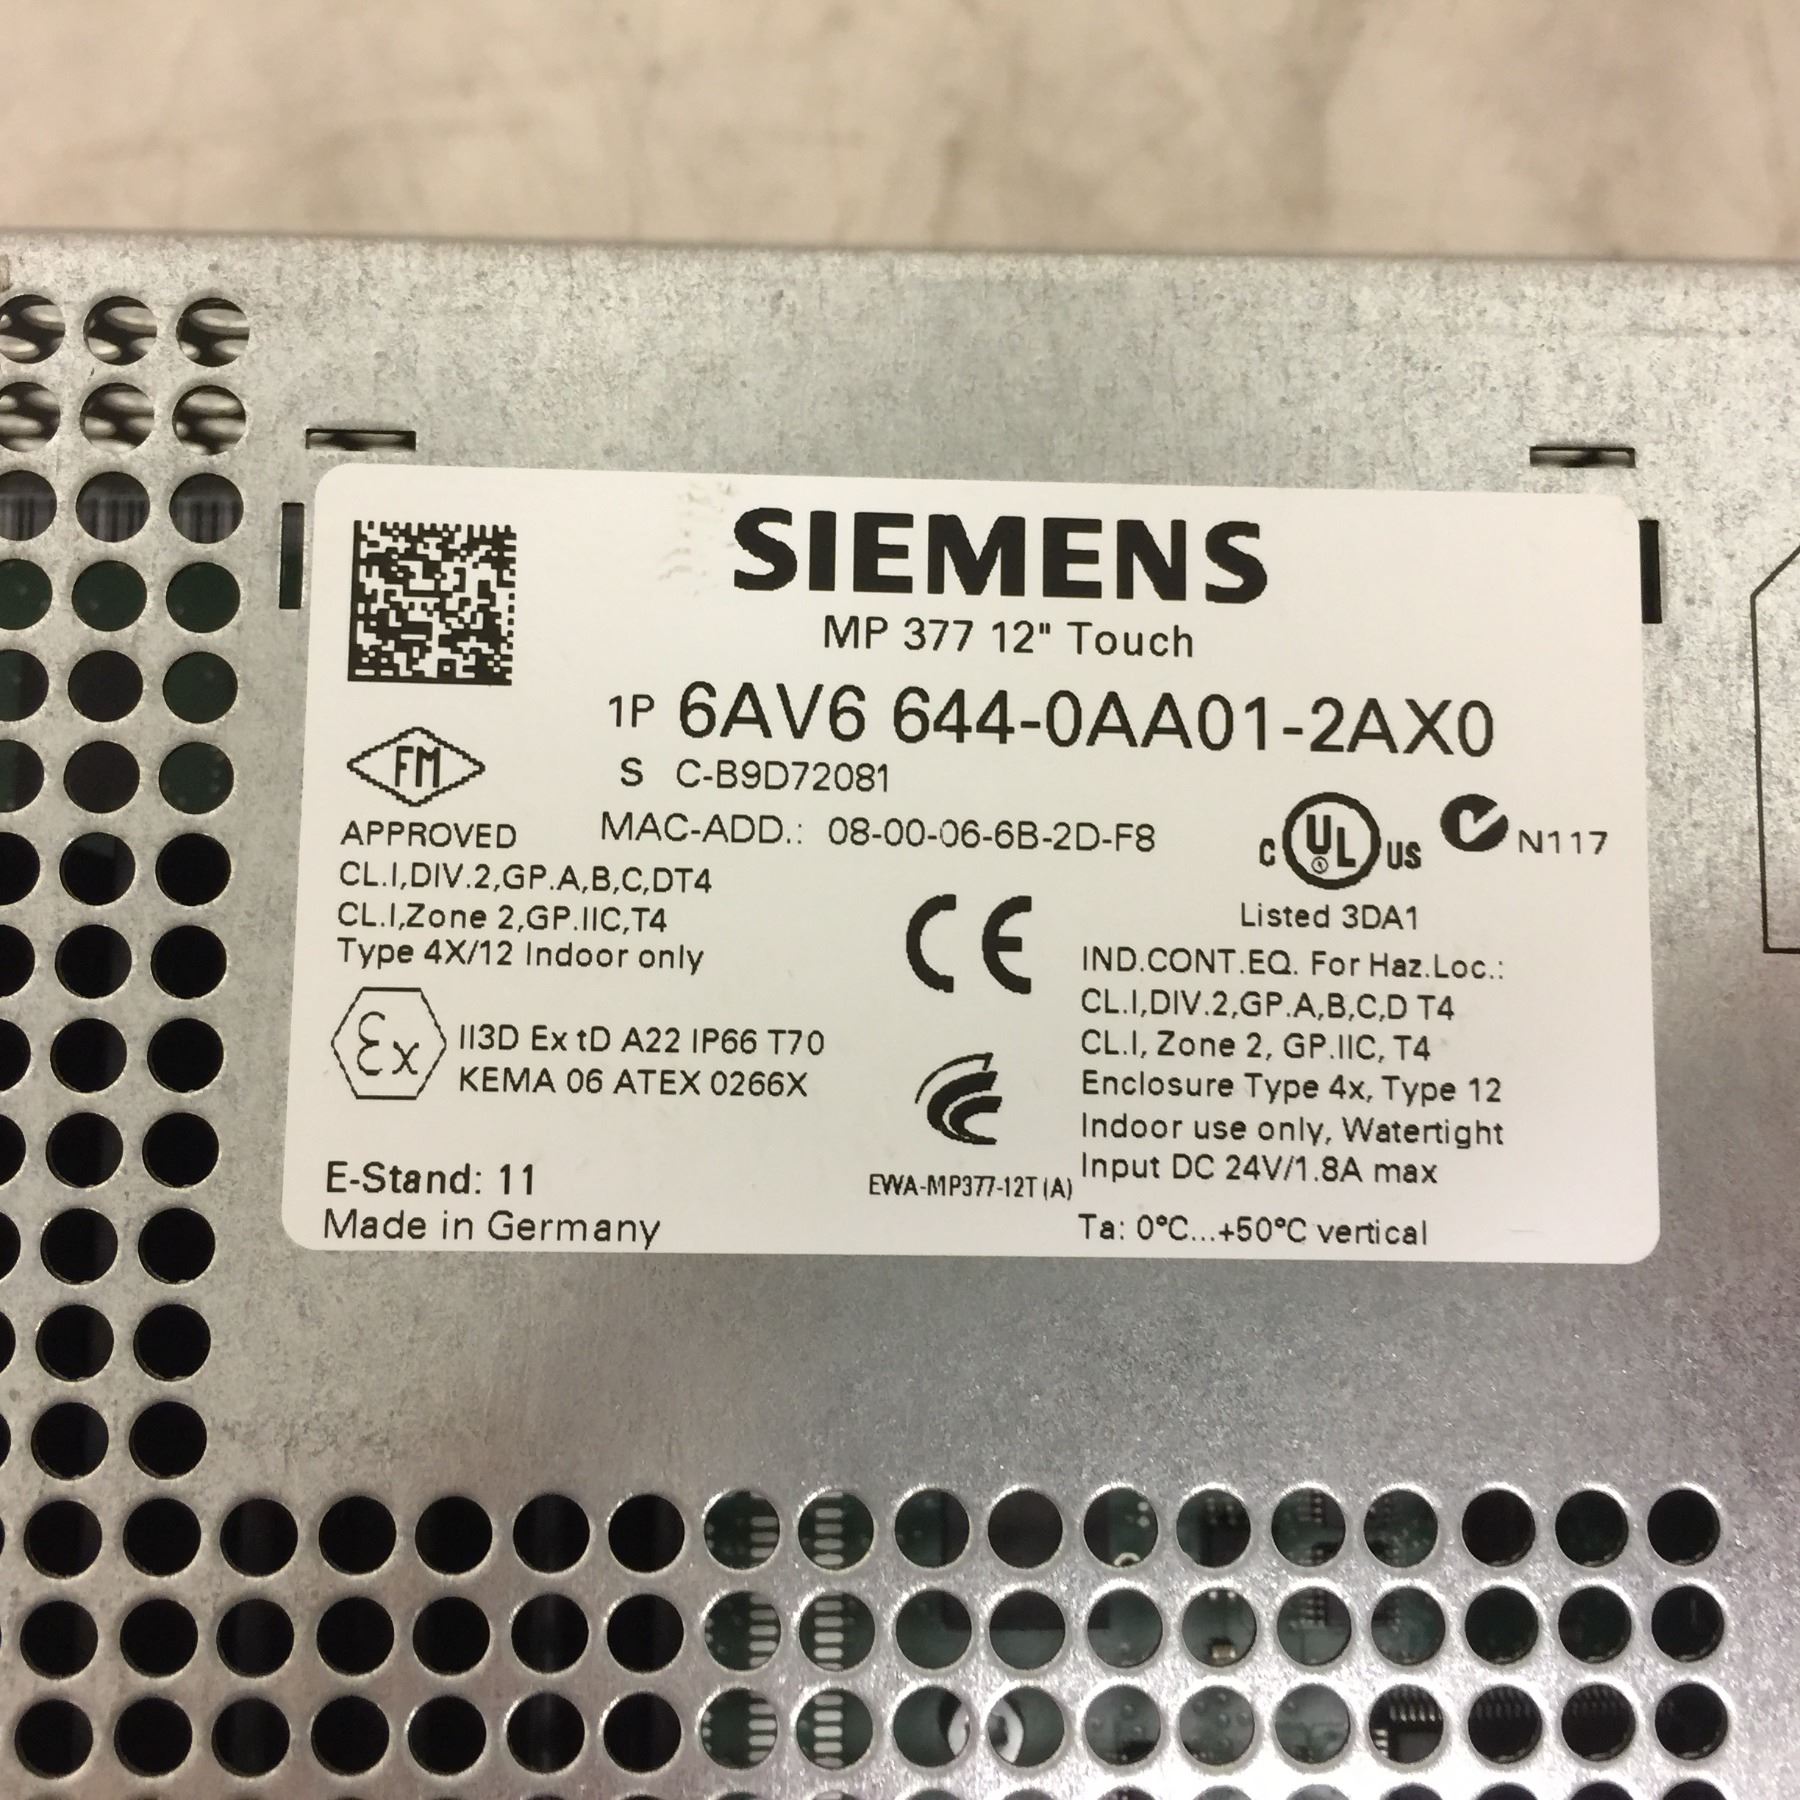 SIEMENS
MP 377 12" Touch
1P 6AV6 644-0AA01-2AX0
S C-B9D72081
MAC-ADD.: 08-00-06-6B-2D-F8
FM
APPROVED
CL.I,DIV.2,GP.A,B,C,DT4
CL.I,Zone 2,GP.IIC,T4
Type 4X/12 Indoor only
Ex II3D Ex tD A22 IP66 T70
KEMA 06 ATEX 0266X
E-Stand: 11
Made in Germany
CE
EWA-MP377-12T (A)
C UL US N117
Listed 3DA1
IND.CONT.EQ. For Haz.Loc.:
CL.I,DIV.2,GP.A,B,C,D T4
CL.I, Zone 2, GP.IIC, T4
Enclosure Type 4x, Type 12
Indoor use only, Watertight
Input DC 24V/1.8A max
Ta: 0°C...+50°C vertical